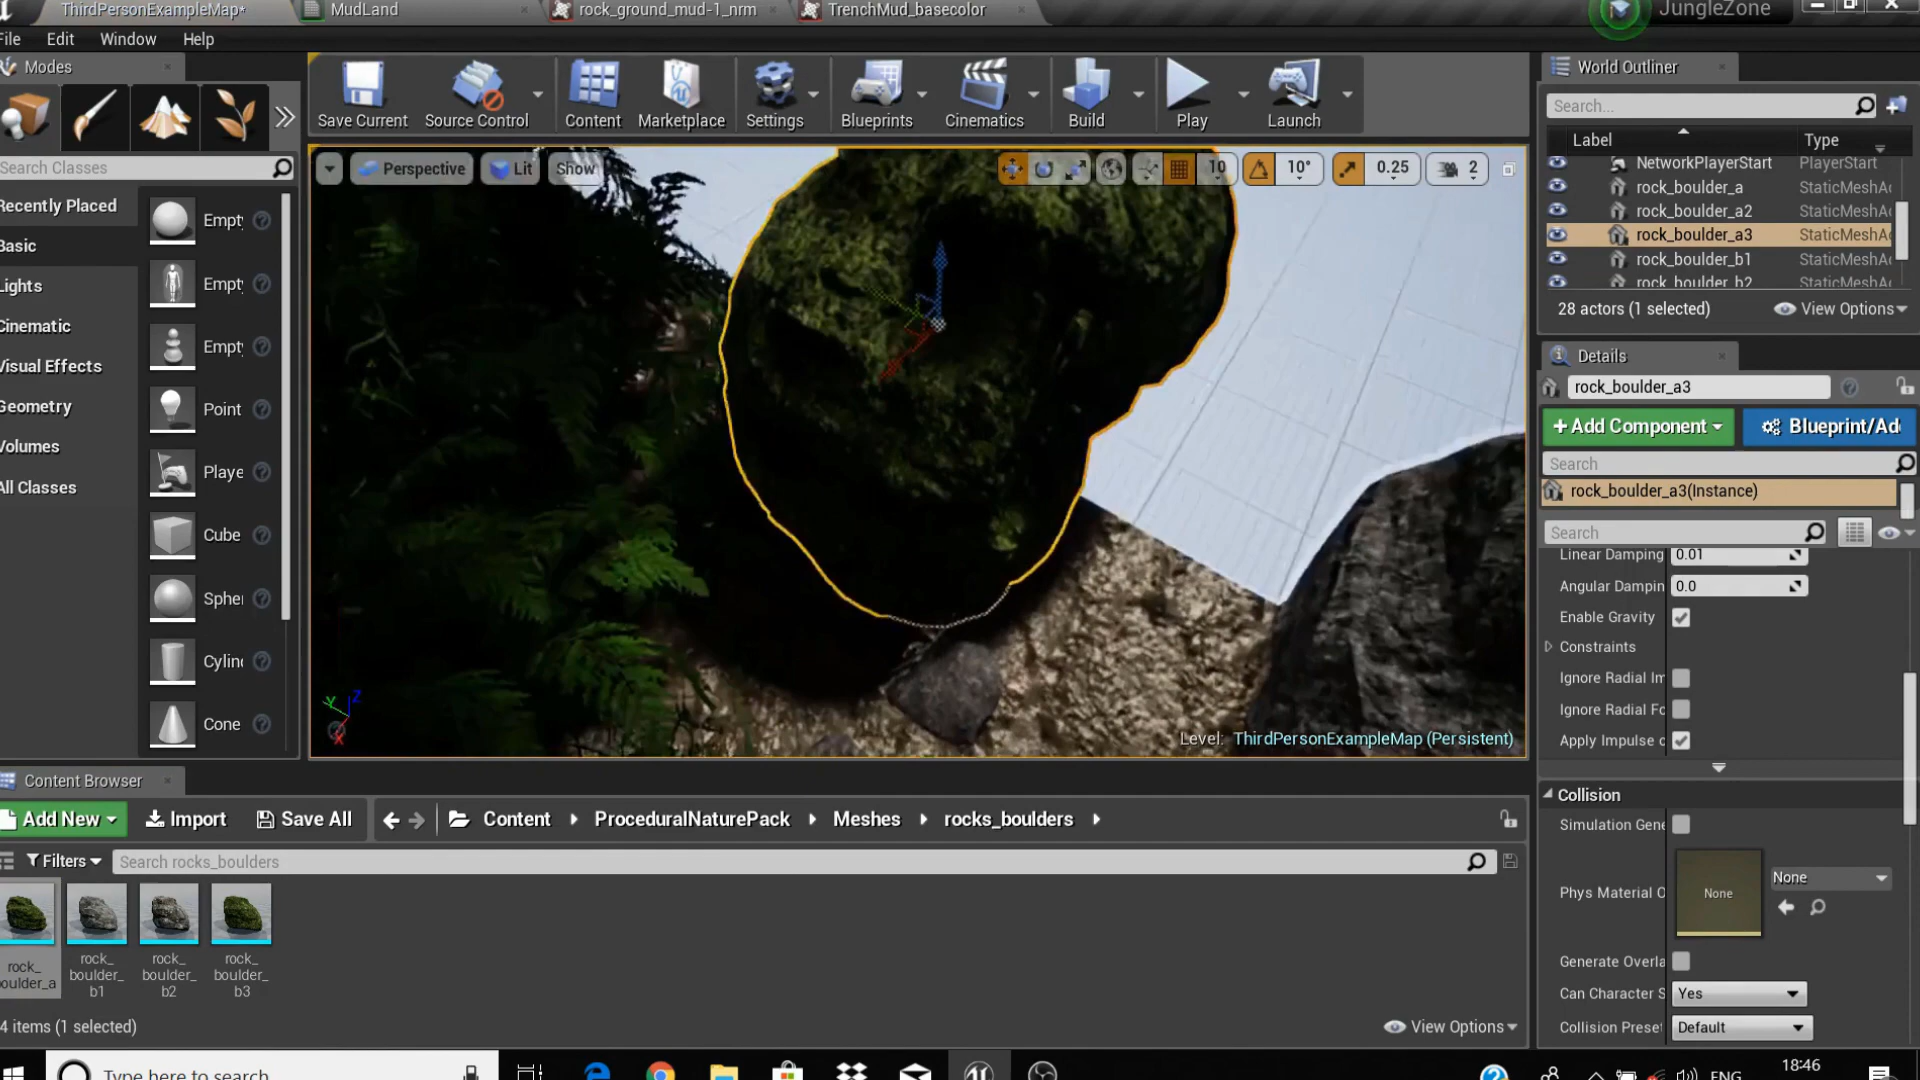 ThirdPersonExampleMap*
MudLand
rock_ground_mud-1_nrm
TrenchMud_basecolor
JungleZone
File Edit Window Help
Modes
Search Classes
Recently Placed
Basic
Lights
Cinematic
Visual Effects
Geometry
Volumes
All Classes
Empt
Empt
Empt
Point
Playe
Cube
Sphe
Cylin
Cone
Save Current
Source Control
Content
Marketplace
Settings
Blueprints
Cinematics
Build
Play
Launch
Perspective
Lit
Show
10
10°
0.25
2
Y Z
X
Level: ThirdPersonExampleMap (Persistent)
World Outliner
Search...
Label Type
NetworkPlayerStart PlayerStart
rock_boulder_a StaticMeshAc
rock_boulder_a2 StaticMeshAc
rock_boulder_a3 StaticMeshAc
rock_boulder_b1 StaticMeshAc
rock_boulder_b2 StaticMeshAc
28 actors (1 selected) View Options
Details
rock_boulder_a3
+Add Component Blueprint/Ad
Search
rock_boulder_a3(Instance)
Search
Linear Damping 0.01
Angular Dampin 0.0
Enable Gravity
Constraints
Ignore Radial Im
Ignore Radial Fo
Apply Impulse o
Collision
Simulation Gene
Phys Material O None None
Generate Overla
Can Character S Yes
Collision Preset Default
Content Browser
Add New Import Save All Content ProceduralNaturePack Meshes rocks_boulders
Filters Search rocks_boulders
rock_
boulder_a
rock_
boulder_
b1
rock_
boulder_
b2
rock_
boulder_
b3
4 items (1 selected) View Options
Type here to search
ENG
18:46